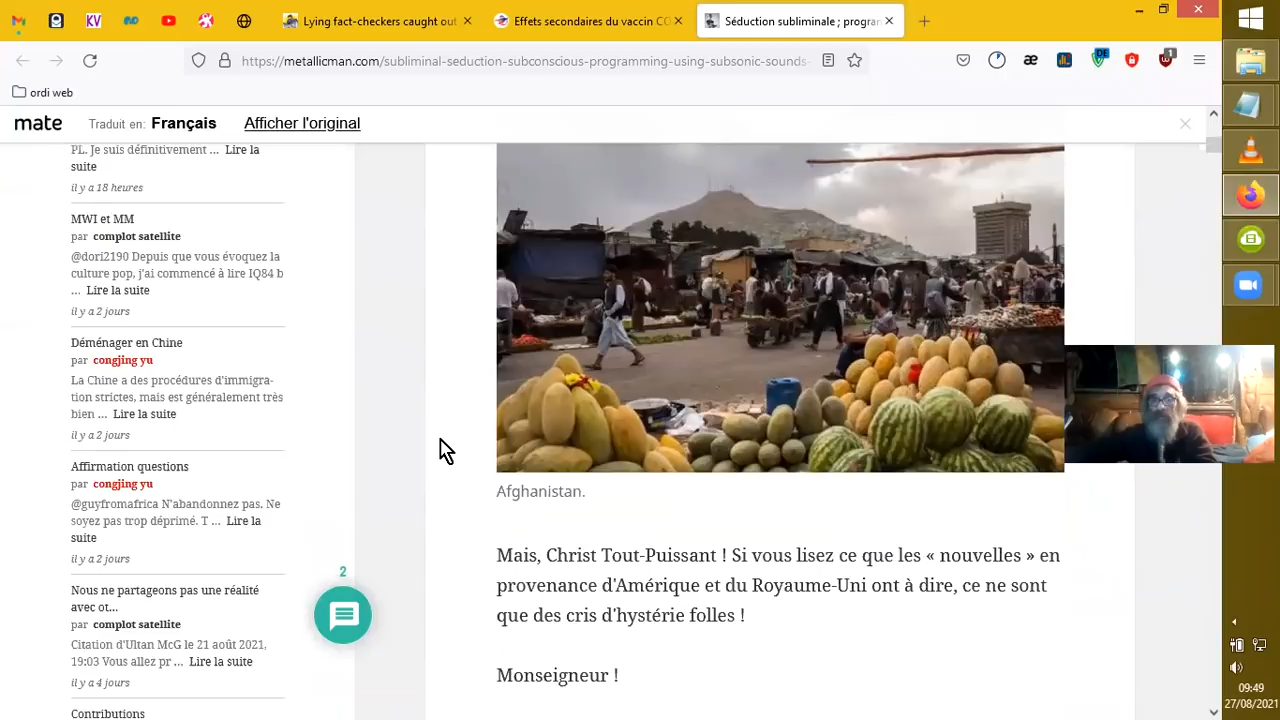 KV
Lying fact-checkers caught out
Effets secondaires du vaccin CO
Séduction subliminale ; program
https://metallicman.com/subliminal-seduction-subconscious-programming-using-subsonic-sounds-
æ
DE
1
ordi web
mate
Traduit en: Français
Afficher l'original
PL. Je suis définitivement ... Lire la
suite
il y a 18 heures
MWI et MM
par complot satellite
@dori2190 Depuis que vous évoquez la
culture pop, j'ai commencé à lire IQ84 b
... Lire la suite
il y a 2 jours
Déménager en Chine
par congjing yu
La Chine a des procédures d'immigra-
tion strictes, mais est généralement très
bien ... Lire la suite
il y a 2 jours
Affirmation questions
par congjing yu
@guyfromafrica N'abandonnez pas. Ne
soyez pas trop déprimé. T ... Lire la
suite
il y a 2 jours
Nous ne partageons pas une réalité
avec ot...
par complot satellite
Citation d'Ultan McG le 21 août 2021,
19:03 Vous allez pr ... Lire la suite
il y a 4 jours
Contributions
2
Afghanistan.
Mais, Christ Tout-Puissant ! Si vous lisez ce que les « nouvelles » en
provenance d'Amérique et du Royaume-Uni ont à dire, ce ne sont
que des cris d'hystérie folles !
Monseigneur !
09:49
27/08/2021